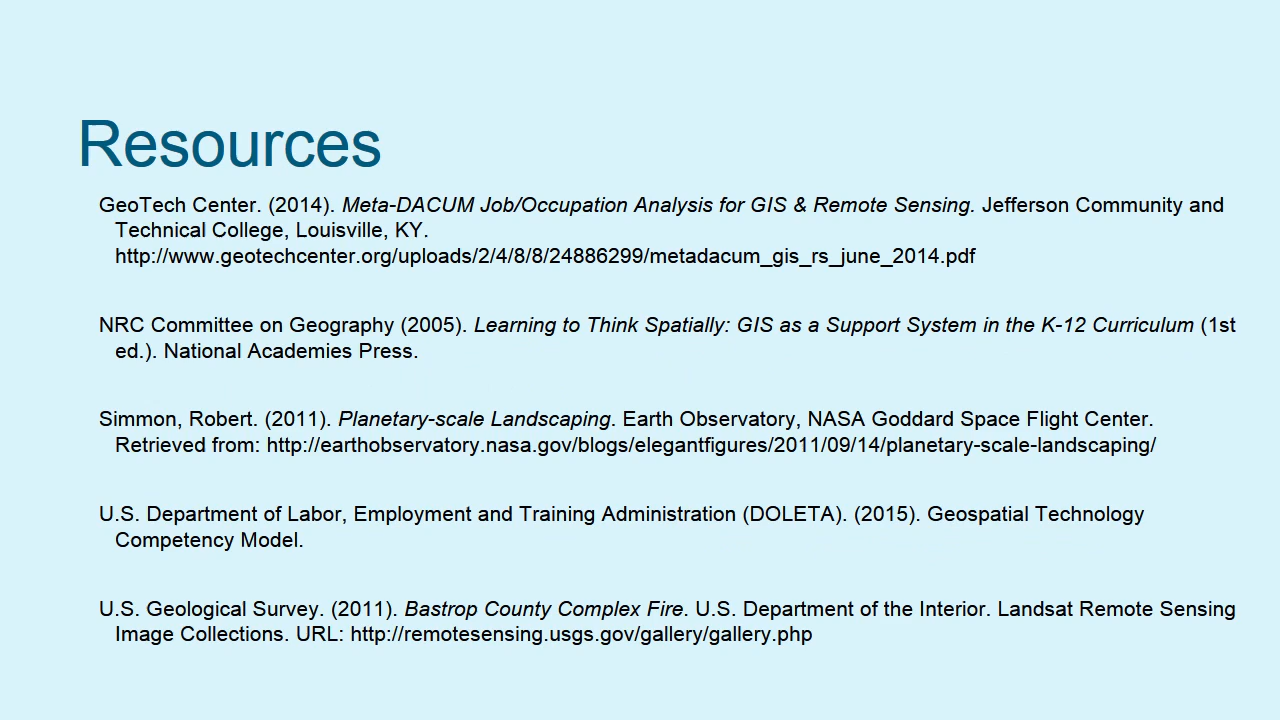 Resources
GeoTech Center. (2014). Meta-DACUM Job/Occupation Analysis for GIS & Remote Sensing. Jefferson Community and
Technical College, Louisville, KY.
http://www.geotechcenter.org/uploads/2/4/8/8/24886299/metadacum_gis_rs_june_2014.pdf
NRC Committee on Geography (2005). Learning to Think Spatially: GIS as a Support System in the K-12 Curriculum (1st
ed.). National Academies Press.
Simmon, Robert. (2011). Planetary-scale Landscaping. Earth Observatory, NASA Goddard Space Flight Center.
Retrieved from: http://earthobservatory.nasa.gov/blogs/elegantfigures/2011/09/14/planetary-scale-landscaping/
U.S. Department of Labor, Employment and Training Administration (DOLETA). (2015). Geospatial Technology
Competency Model.
U.S. Geological Survey. (2011). Bastrop County Complex Fire. U.S. Department of the Interior. Landsat Remote Sensing
Image Collections. URL: http://remotesensing.usgs.gov/gallery/gallery.php